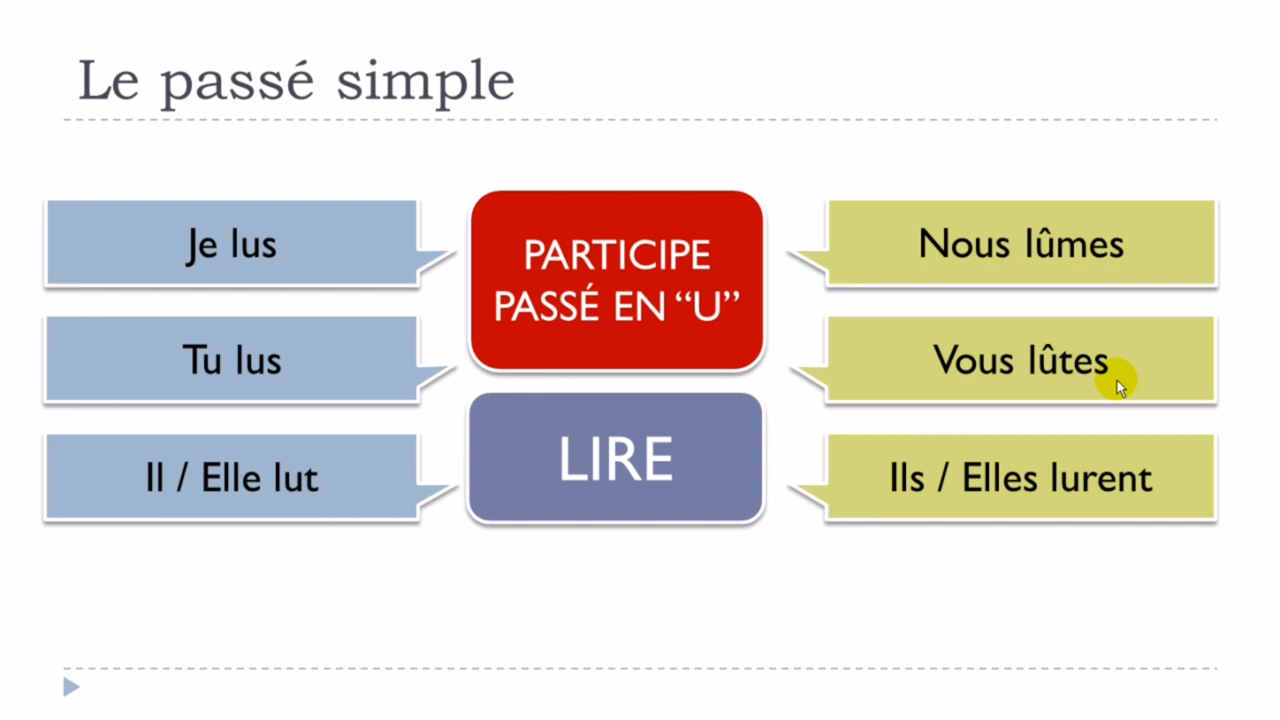 Le passé simple
Je lus
Tu lus
Il / Elle lut
PARTICIPE
PASSÉ EN “U”
LIRE
Nous lûmes
Vous lûtes
Ils / Elles lurent